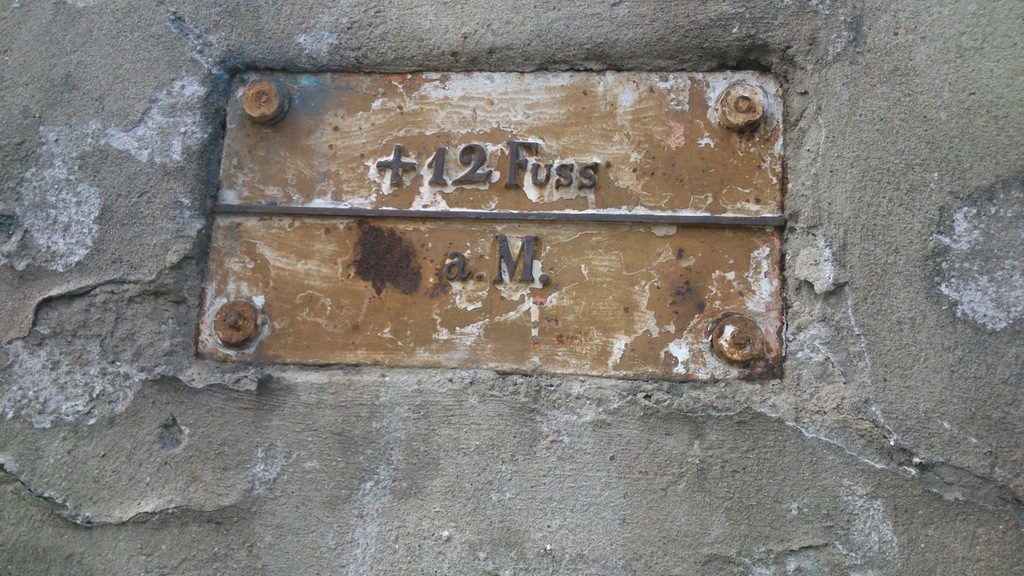 +12 Fuss
a. M.